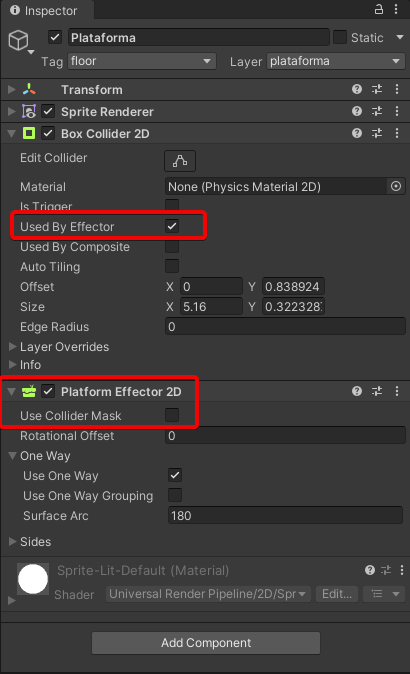 Inspector
Plataforma Static
Tag floor Layer plataforma
Transform
Sprite Renderer
Box Collider 2D
Edit Collider
Material None (Physics Material 2D)
Is Trigger
Used By Effector
Used By Composite
Auto Tiling
Offset X 0 Y 0.838924
Size X 5.16 Y 0.322328
Edge Radius 0
Layer Overrides
Info
Platform Effector 2D
Use Collider Mask
Rotational Offset 0
One Way
Use One Way
Use One Way Grouping
Surface Arc 180
Sides
Sprite-Lit-Default (Material)
Shader Universal Render Pipeline/2D/Spr Edit...
Add Component